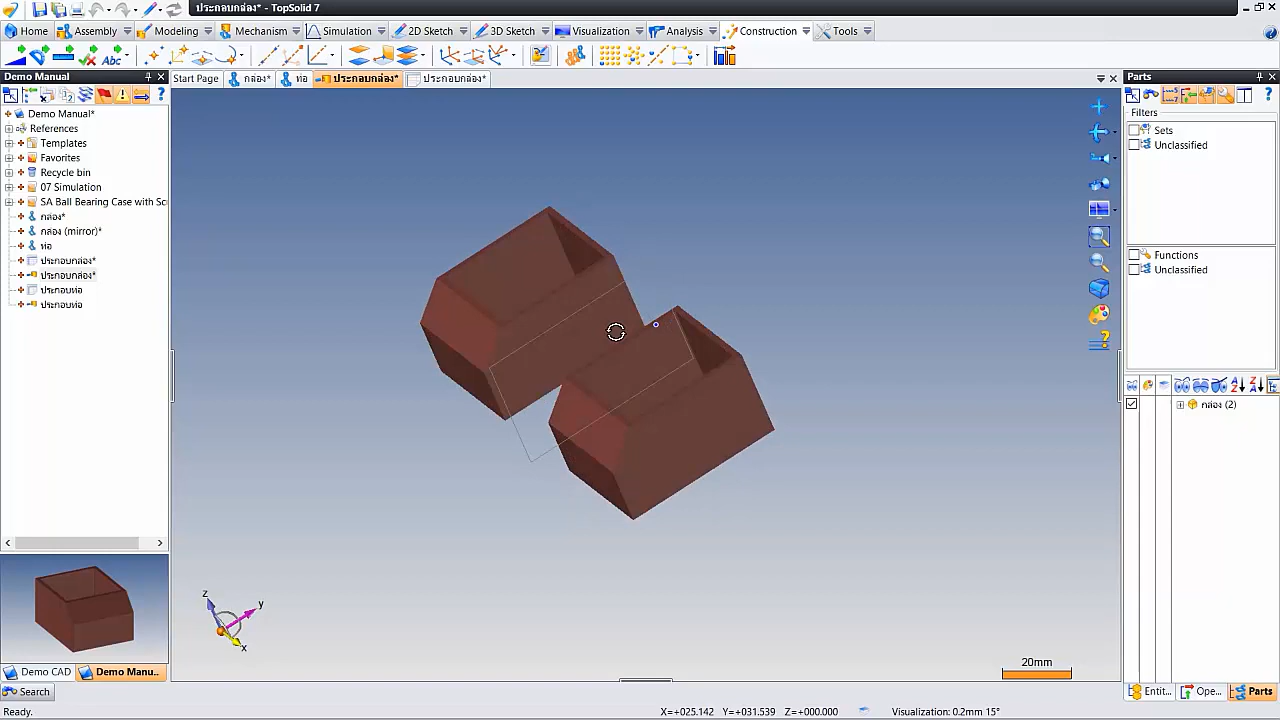 ประกอบกล่อง* - TopSolid 7
Home Assembly Modeling Mechanism Simulation 2D Sketch 3D Sketch Visualization Analysis Construction Tools
Abc
Demo Manual
Start Page กล่อง* ท่อ ประกอบกล่อง* ประกอบกล่อง*
Parts
Demo Manual*
References
Templates
Favorites
Recycle bin
07 Simulation
SA Ball Bearing Case with Scr
กล่อง*
กล่อง (mirror)*
ท่อ
ประกอบกล่อง*
ประกอบกล่อง*
ประกอบท่อ
ประกอบท่อ
Filters
Sets
Unclassified
Functions
Unclassified
กล่อง (2)
z
y
x
20mm
Demo CAD Demo Manu...
Entit... Ope... Parts
Search
Ready. X=+025.142 Y=+031.539 Z=+000.000 Visualization: 0.2mm 15°